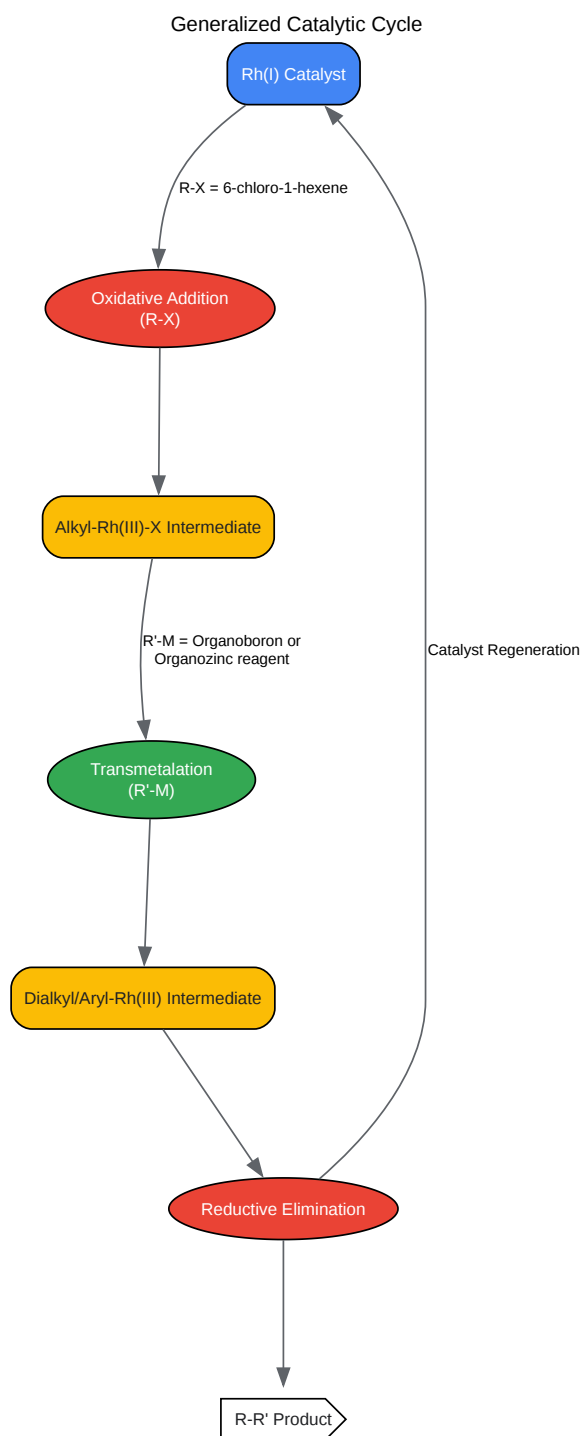 Generalized Catalytic Cycle
Rh(I) Catalyst
R-X = 6-chloro-1-hexene
Oxidative Addition
(R-X)
Alkyl-Rh(III)-X Intermediate
R'-M = Organoboron or
Organozinc reagent
Catalyst Regeneration
Transmetalation
(R'-M)
Dialkyl/Aryl-Rh(III) Intermediate
Reductive Elimination
R-R' Product